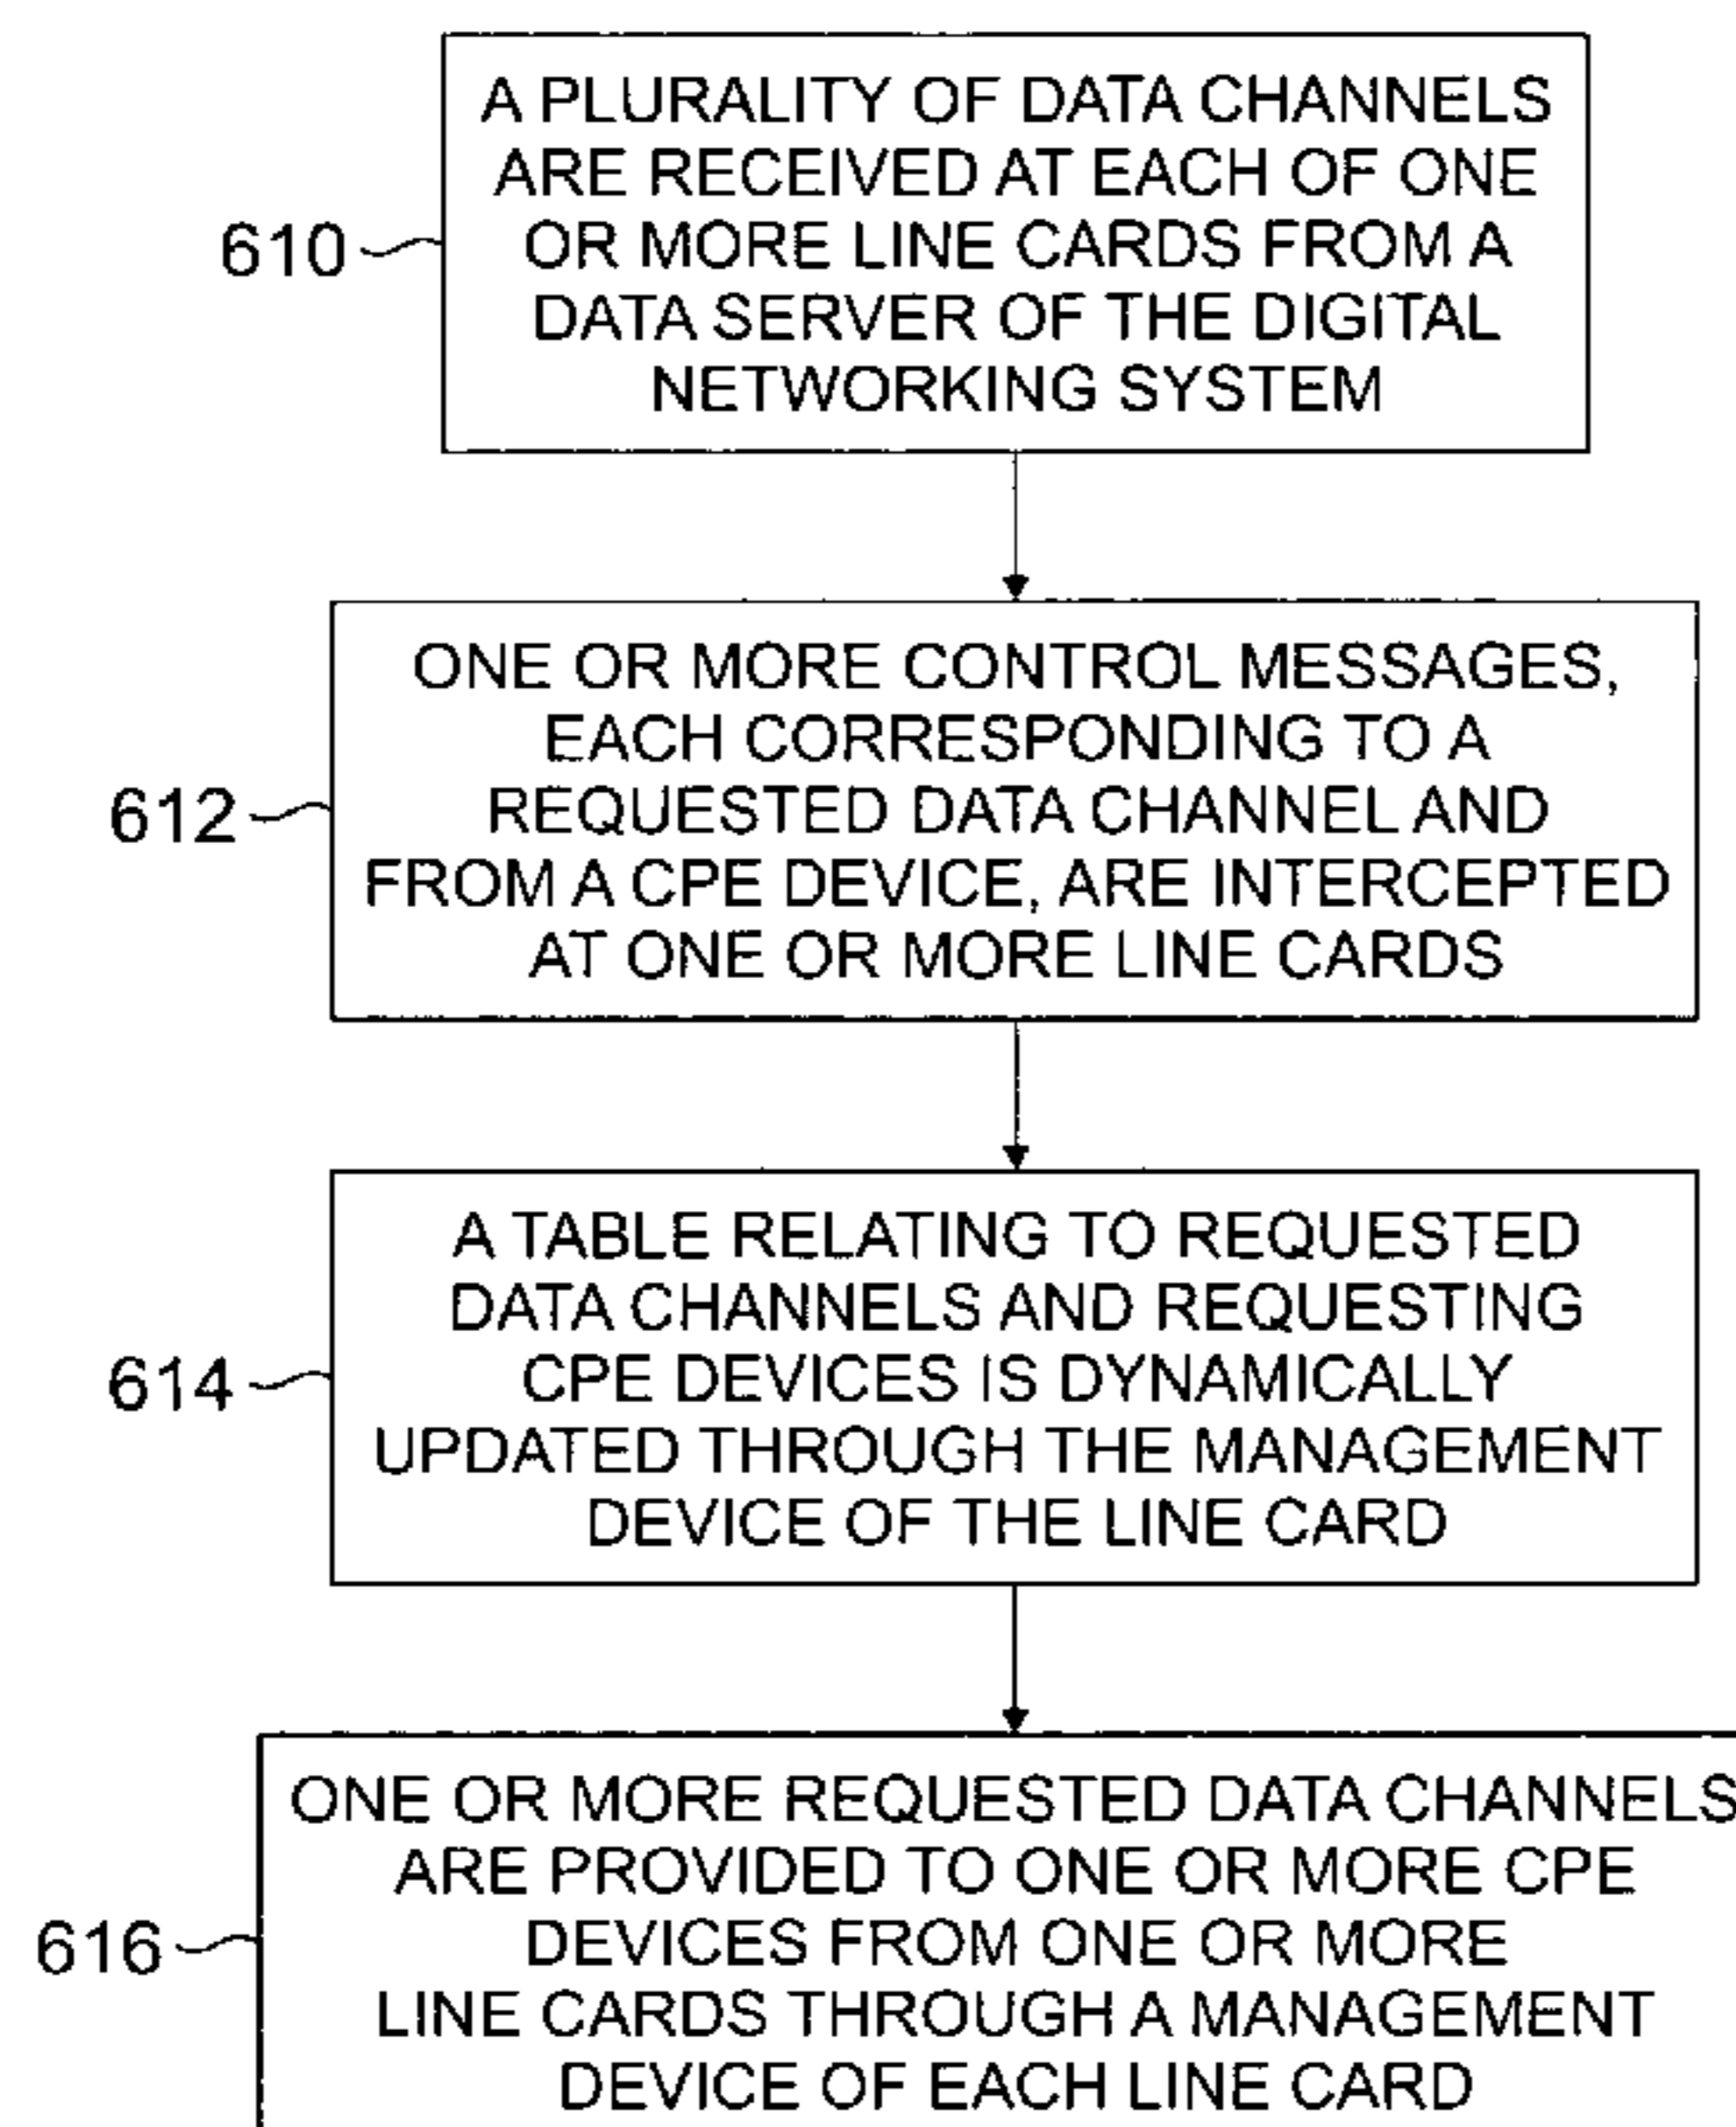 A PLURALITY OF DATA CHANNELS
ARE RECEIVED AT EACH OF ONE
OR MORE LINE CARDS FROM A
DATA SERVER OF THE DIGITAL
NETWORKING SYSTEM
610
ONE OR MORE CONTROL MESSAGES,
EACH CORRESPONDING TO A
REQUESTED DATA CHANNEL AND
FROM A CPE DEVICE, ARE INTERCEPTED
AT ONE OR MORE LINE CARDS
612
A TABLE RELATING TO REQUESTED
DATA CHANNELS AND REQUESTING
CPE DEVICES IS DYNAMICALLY
UPDATED THROUGH THE MANAGEMENT
DEVICE OF THE LINE CARD
614
ONE OR MORE REQUESTED DATA CHANNELS
ARE PROVIDED TO ONE OR MORE CPE
DEVICES FROM ONE OR MORE
LINE CARDS THROUGH A MANAGEMENT
DEVICE OF EACH LINE CARD
616